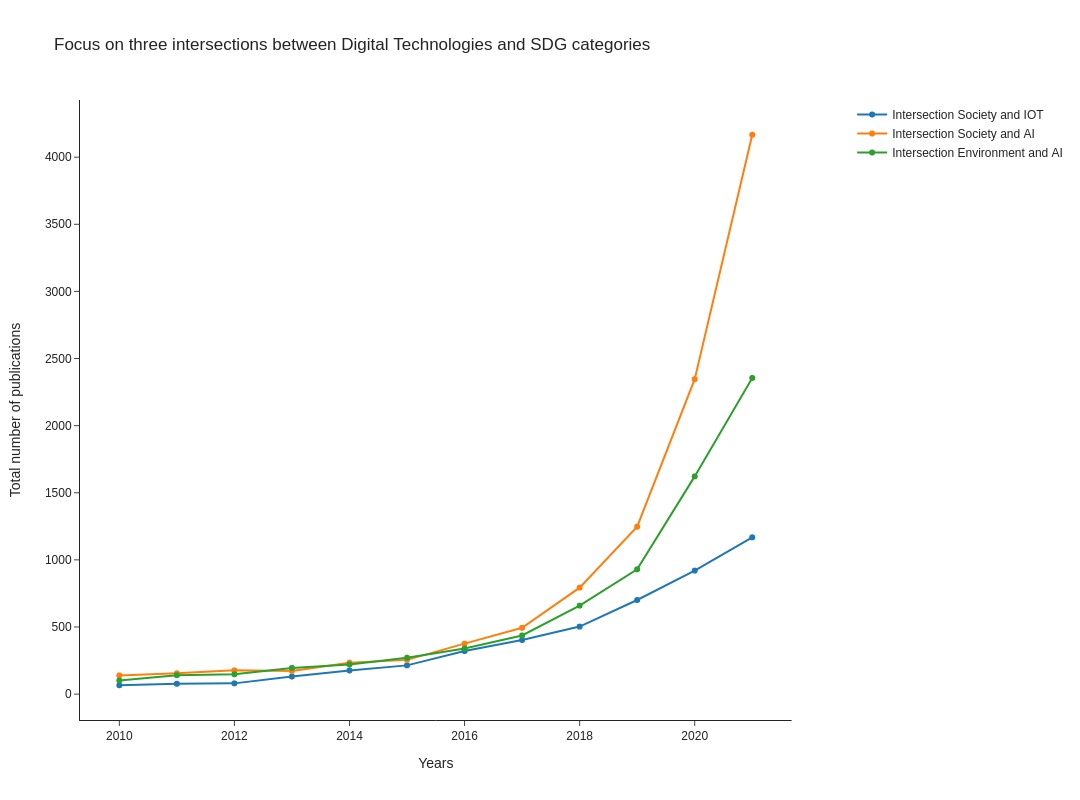 Focus on three intersections between Digital Technologies and SDG categories
Intersection Society and IOT
Intersection Society and AI
Intersection Environment and AI
Total number of publications
4000
3500
3000
2500
2000
1500
1000
500
0
2010
2012
2014
2016
2018
2020
Years